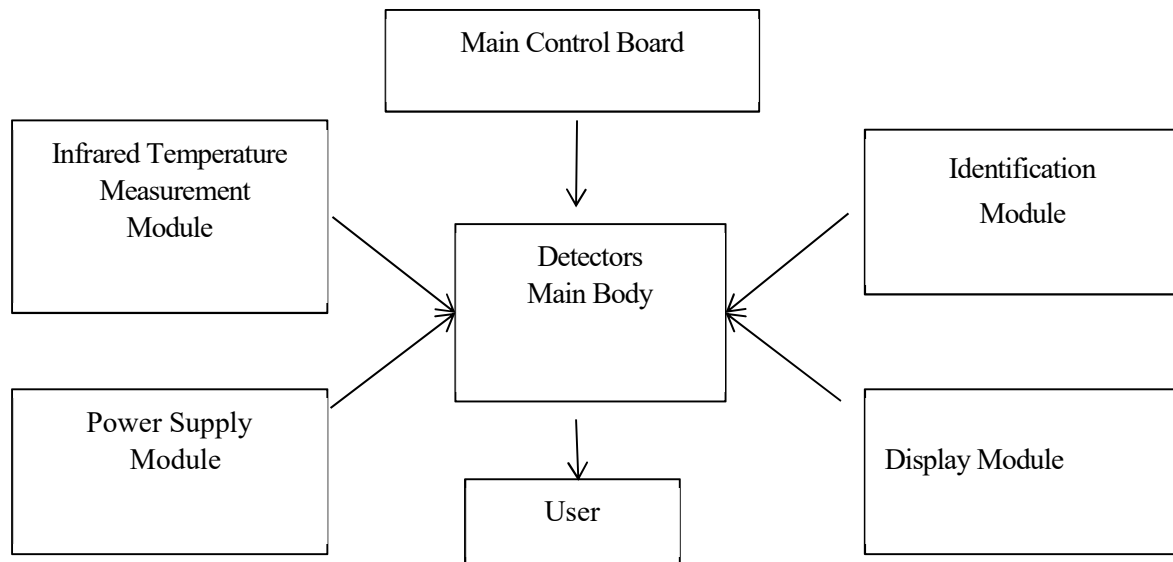 Main Control Board
Infrared Temperature
Measurement
Module
Identification
Module
Detectors
Main Body
Power Supply
Module
Display Module
User